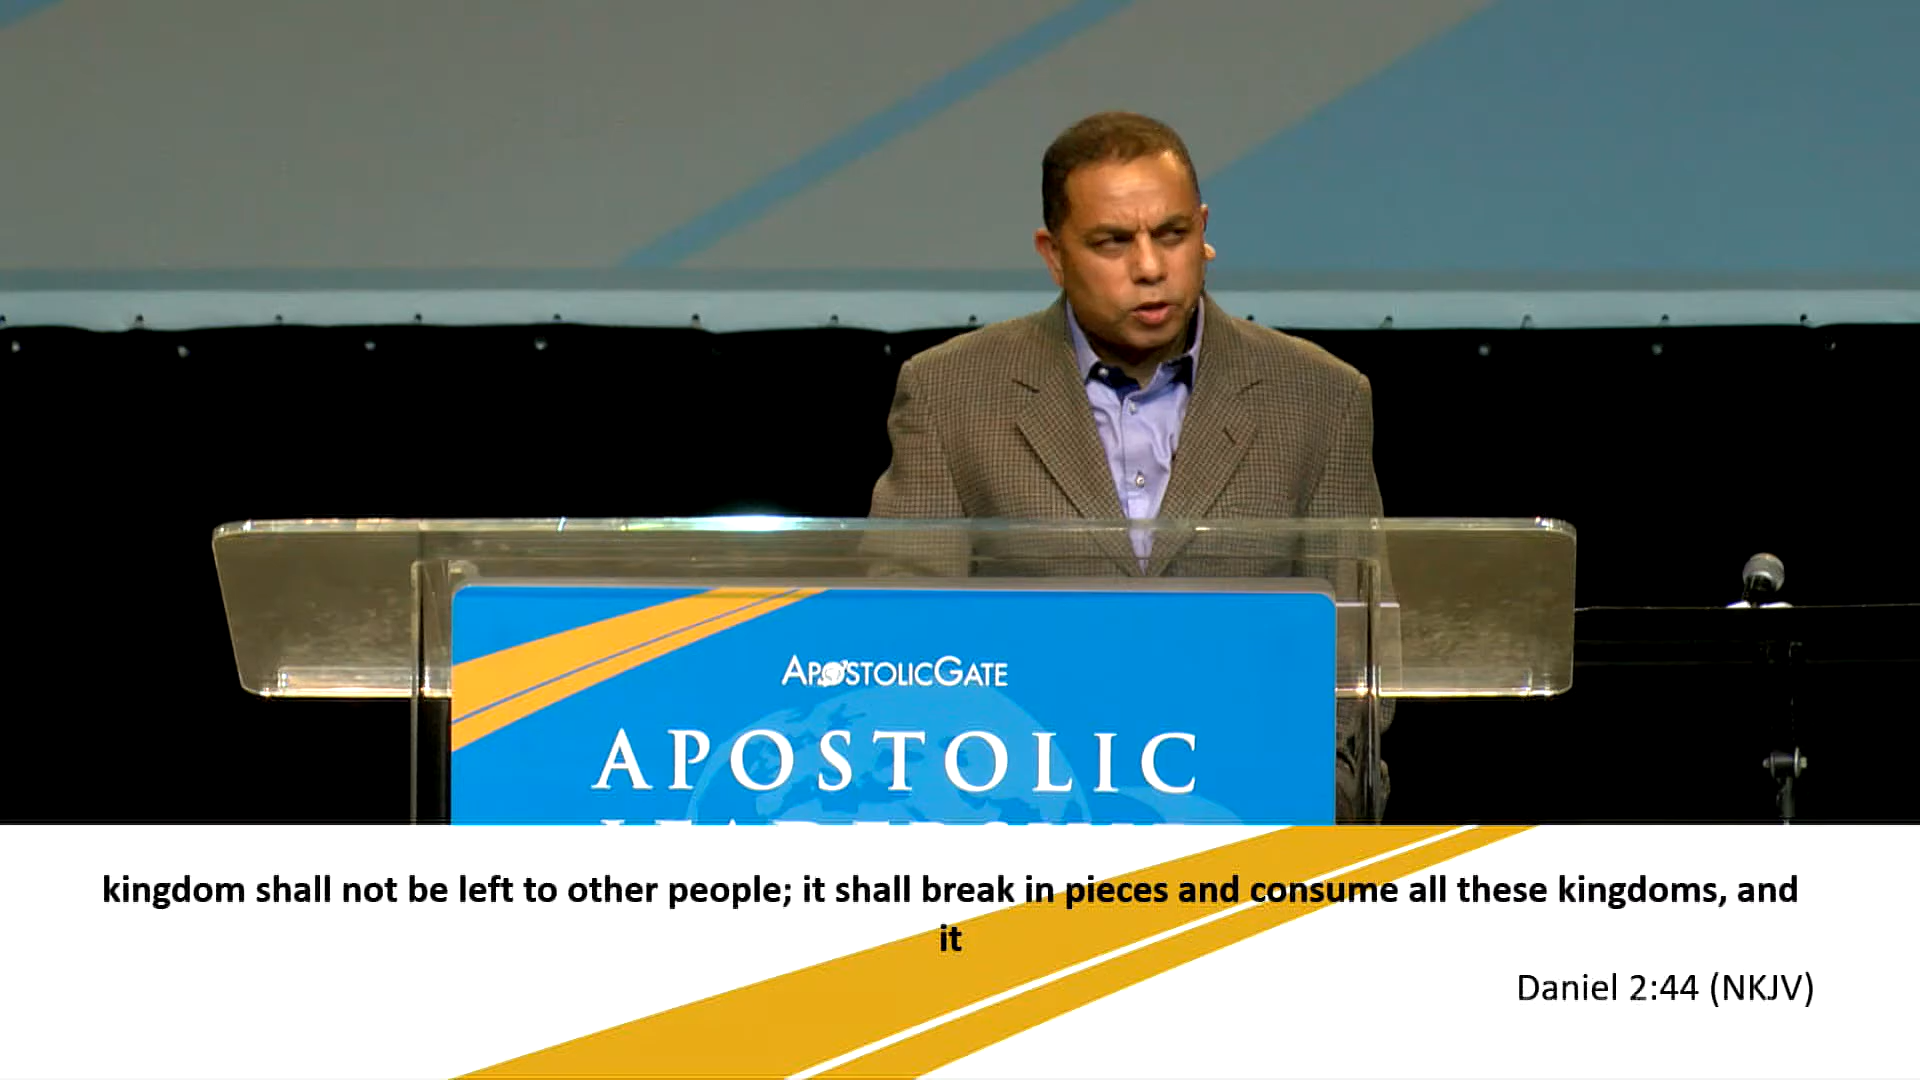 APOSTOLICGATE
APOSTOLIC
kingdom shall not be left to other people; it shall break in pieces and consume all these kingdoms, and
it
Daniel 2:44 (NKJV)